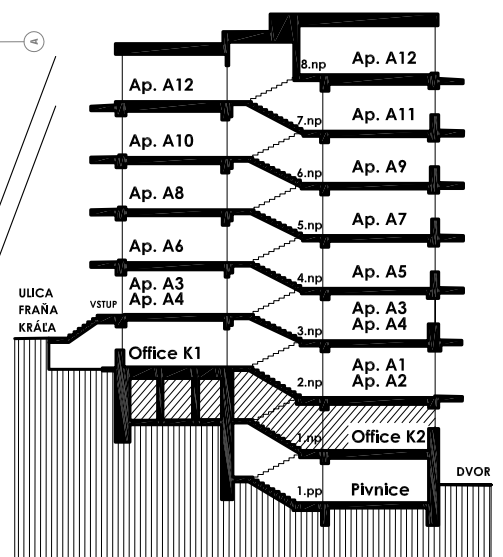 A
8.np
Ap. A12
Ap. A12
7.np
Ap. A11
Ap. A10
6.np
Ap. A9
Ap. A8
5.np
Ap. A7
Ap. A6
4.np
Ap. A5
ULICA
FRAŇA
KRÁĽA
VSTUP
Ap. A3
Ap. A4
3.np
Ap. A3
Ap. A4
Office K1
2.np
Ap. A1
Ap. A2
1.np
Office K2
1.pp
Pivnice
DVOR